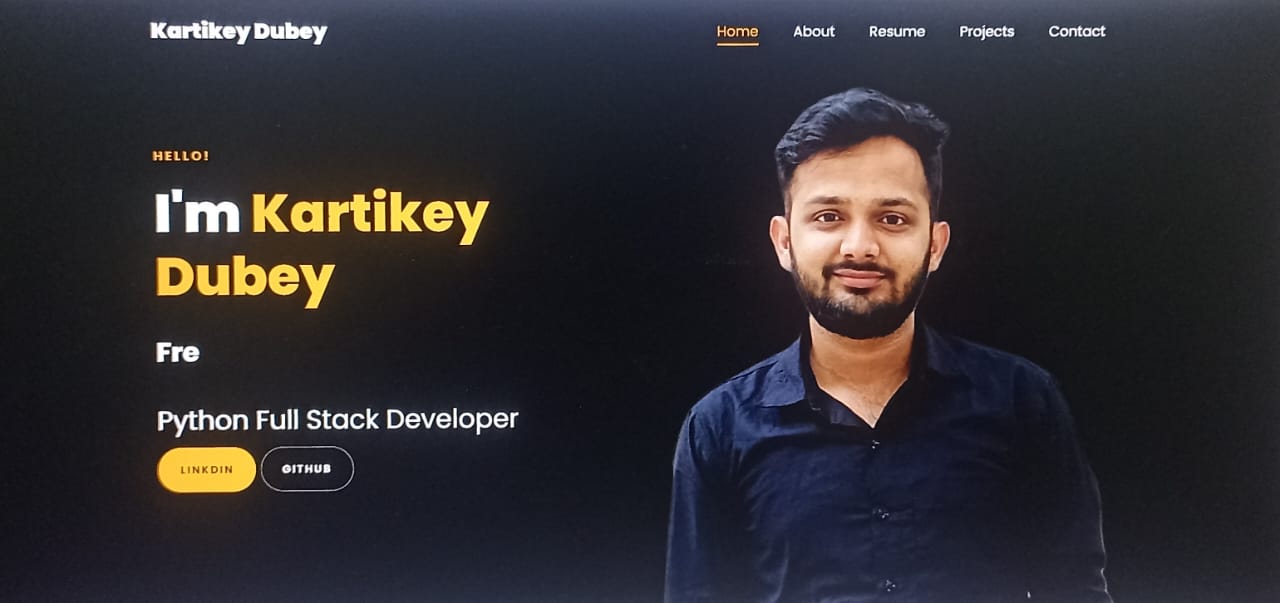 Kartikey Dubey
Home About Resume Projects Contact
HELLO!
I'm Kartikey
Dubey
Fre
Python Full Stack Developer
LINKDIN GITHUB